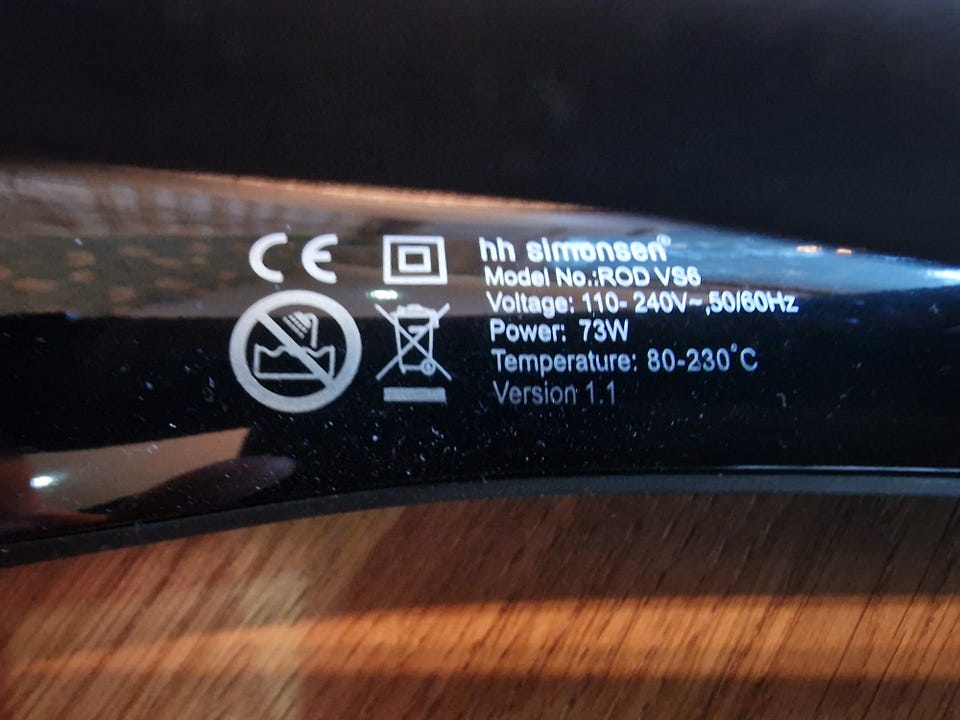 CE
hh simonsen®
Model No.:ROD VS6
Voltage: 110- 240V~,50/60Hz
Power: 73W
Temperature: 80-230°C
Version 1.1